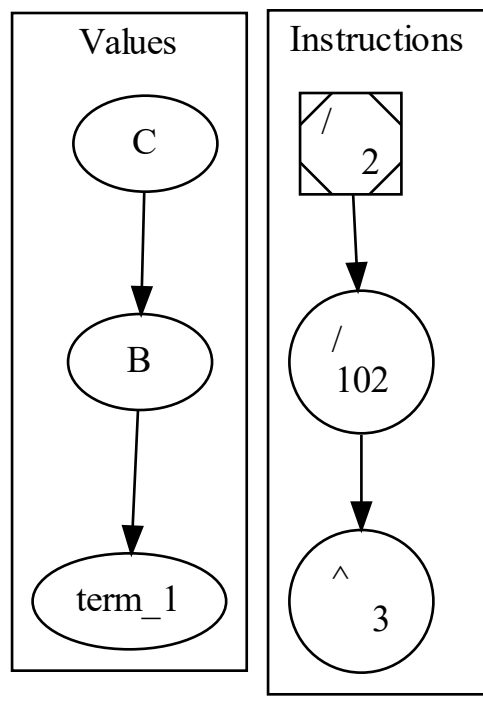 Values
C
B
term_1
Instructions
/
2
/
102
^
3